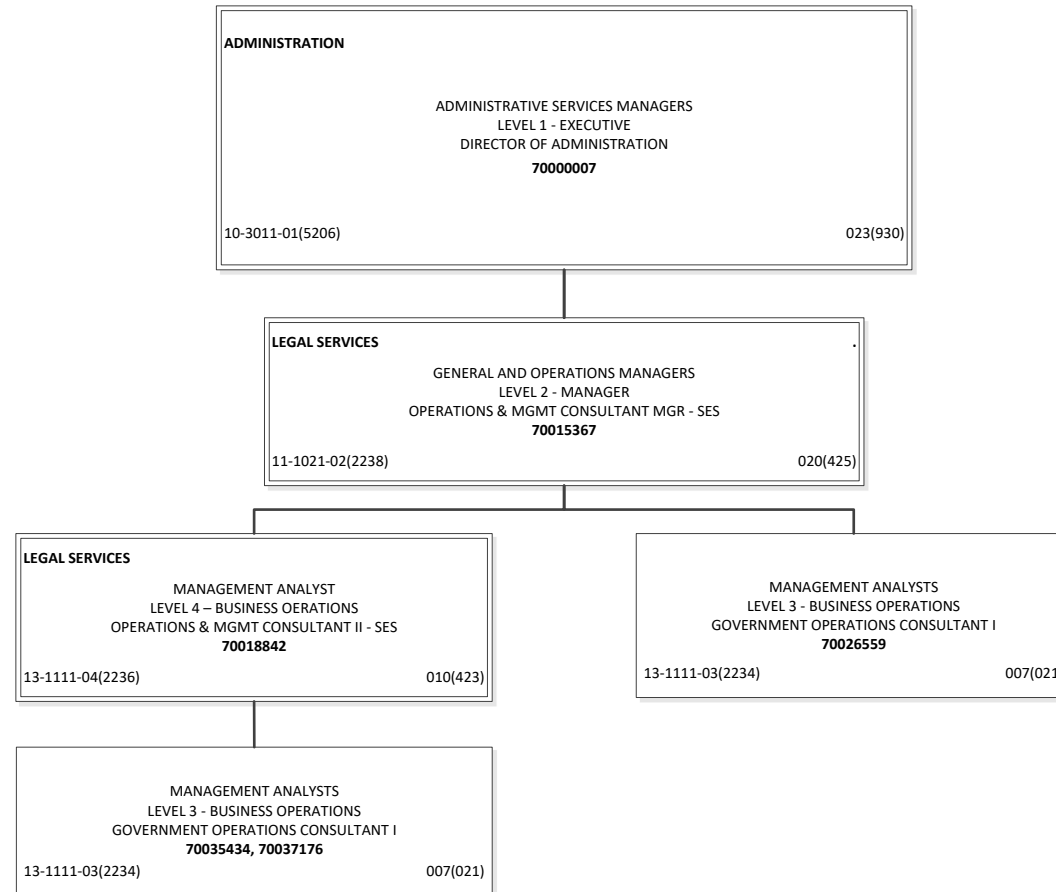 ADMINISTRATION
ADMINISTRATIVE SERVICES MANAGERS
LEVEL 1 - EXECUTIVE
DIRECTOR OF ADMINISTRATION
70000007
10-3011-01(5206) 023(930)
LEGAL SERVICES .
GENERAL AND OPERATIONS MANAGERS
LEVEL 2 - MANAGER
OPERATIONS & MGMT CONSULTANT MGR - SES
70015367
11-1021-02(2238) 020(425)
LEGAL SERVICES
MANAGEMENT ANALYST
LEVEL 4 – BUSINESS OERATIONS
OPERATIONS & MGMT CONSULTANT II - SES
70018842
13-1111-04(2236) 010(423)
MANAGEMENT ANALYSTS
LEVEL 3 - BUSINESS OPERATIONS
GOVERNMENT OPERATIONS CONSULTANT I
70026559
13-1111-03(2234) 007(021
MANAGEMENT ANALYSTS
LEVEL 3 - BUSINESS OPERATIONS
GOVERNMENT OPERATIONS CONSULTANT I
70035434, 70037176
13-1111-03(2234) 007(021)